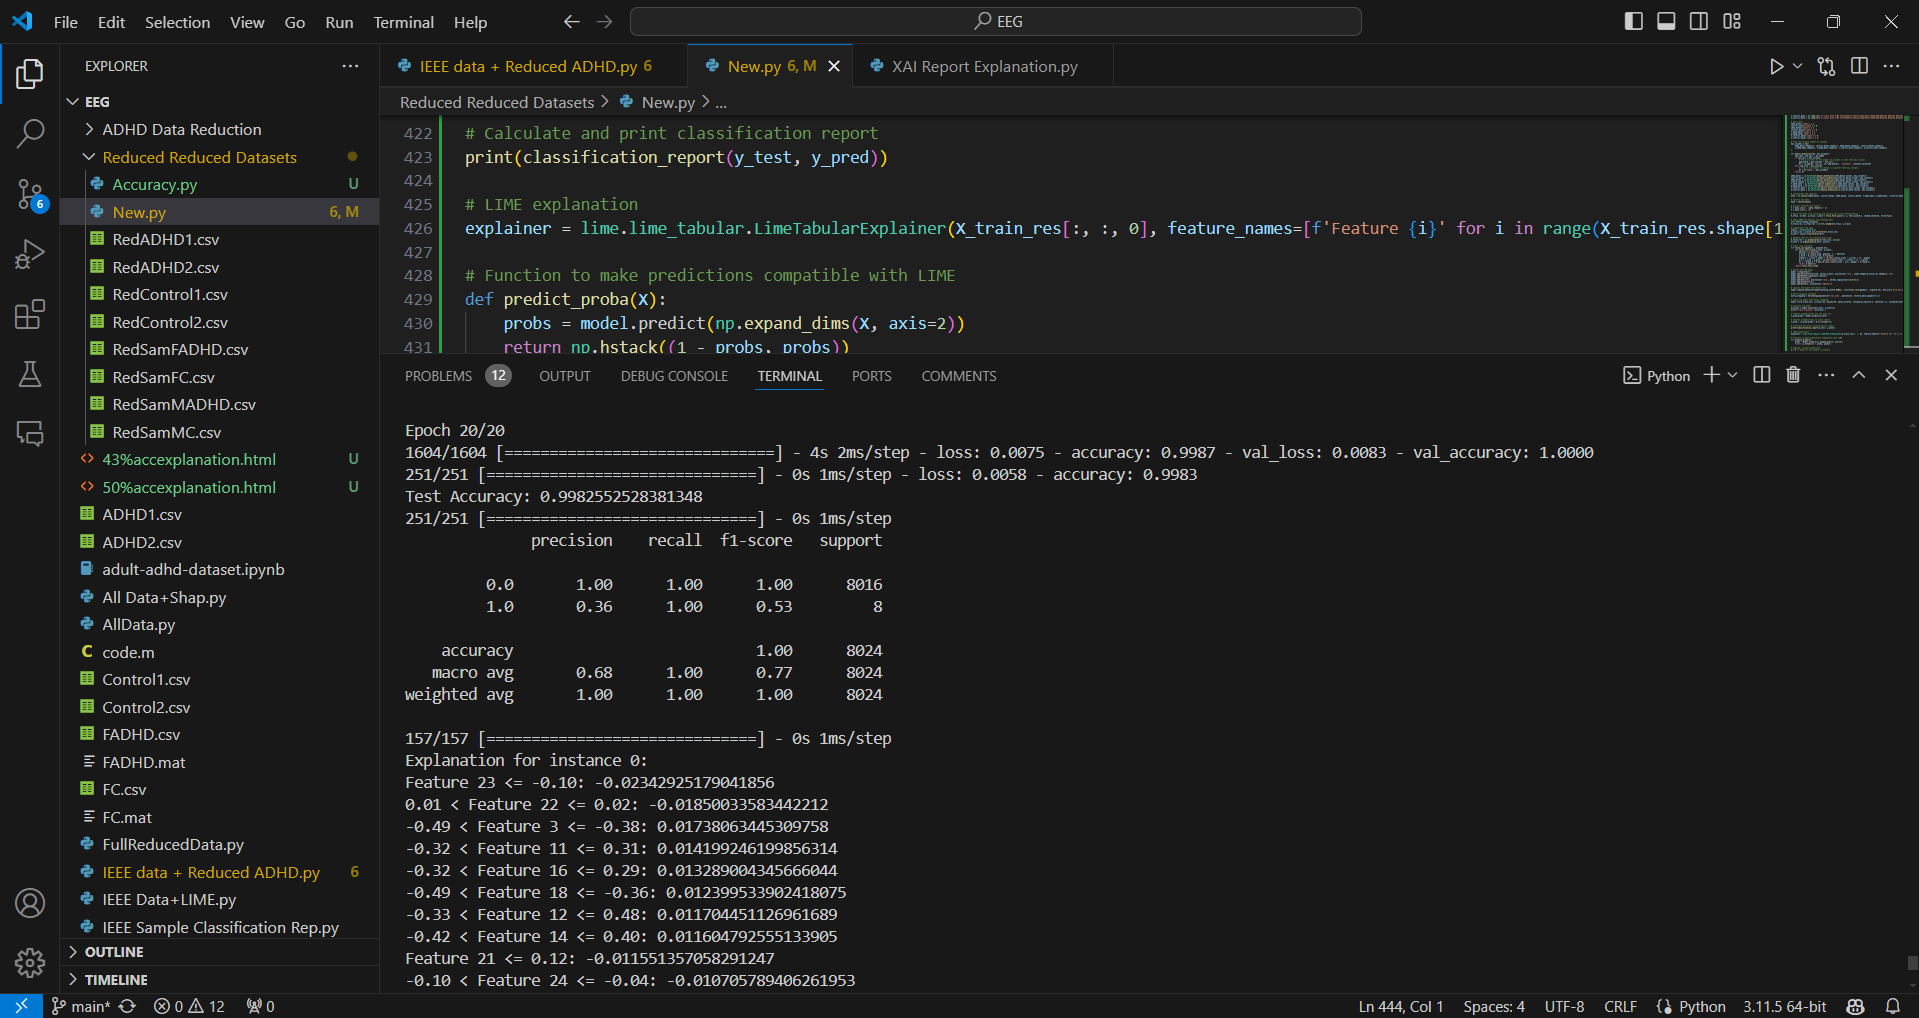 File Edit Selection View Go Run Terminal Help
EEG
EXPLORER
EEG
ADHD Data Reduction
Reduced Reduced Datasets
Accuracy.py U
New.py 6, M
RedADHD1.csv
RedADHD2.csv
RedControl1.csv
RedControl2.csv
RedSamFADHD.csv
RedSamFC.csv
RedSamMADHD.csv
RedSamMC.csv
43%accexplanation.html U
50%accexplanation.html U
ADHD1.csv
ADHD2.csv
adult-adhd-dataset.ipynb
All Data+Shap.py
AllData.py
code.m
Control1.csv
Control2.csv
FADHD.csv
FADHD.mat
FC.csv
FC.mat
FullReducedData.py
IEEE data + Reduced ADHD.py 6
IEEE Data+LIME.py
IEEE Sample Classification Rep.py
OUTLINE
TIMELINE
6
IEEE data + Reduced ADHD.py 6
New.py 6, M
XAI Report Explanation.py
Reduced Reduced Datasets > New.py > ...
422 # Calculate and print classification report
423 print(classification_report(y_test, y_pred))
424
425 # LIME explanation
426 explainer = lime.lime_tabular.LimeTabularExplainer(X_train_res[:, :, 0], feature_names=[f'Feature {i}' for i in range(X_train_res.shape[1
427
428 # Function to make predictions compatible with LIME
429 def predict_proba(X):
430 probs = model.predict(np.expand_dims(X, axis=2))
431 return np.hstack((1 - probs, probs))
PROBLEMS 12 OUTPUT DEBUG CONSOLE TERMINAL PORTS COMMENTS
Python
Epoch 20/20
1604/1604 [==============================] - 4s 2ms/step - loss: 0.0075 - accuracy: 0.9987 - val_loss: 0.0083 - val_accuracy: 1.0000
251/251 [==============================] - 0s 1ms/step - loss: 0.0058 - accuracy: 0.9983
Test Accuracy: 0.9982552528381348
251/251 [==============================] - 0s 1ms/step
precision recall f1-score support
0.0 1.00 1.00 1.00 8016
1.0 0.36 1.00 0.53 8
accuracy 1.00 8024
macro avg 0.68 1.00 0.77 8024
weighted avg 1.00 1.00 1.00 8024
157/157 [==============================] - 0s 1ms/step
Explanation for instance 0:
Feature 23 <= -0.10: -0.02342925179041856
0.01 < Feature 22 <= 0.02: -0.01850033583442212
-0.49 < Feature 3 <= -0.38: 0.01738063445309758
-0.32 < Feature 11 <= 0.31: 0.014199246199856314
-0.32 < Feature 16 <= 0.29: 0.013289004345666044
-0.49 < Feature 18 <= -0.36: 0.012399533902418075
-0.33 < Feature 12 <= 0.48: 0.011704451126961689
-0.42 < Feature 14 <= 0.40: 0.011604792555133905
Feature 21 <= 0.12: -0.011551357058291247
-0.10 < Feature 24 <= -0.04: -0.010705789406261953
main* 0 12 0
Ln 444, Col 1 Spaces: 4 UTF-8 CRLF Python 3.11.5 64-bit